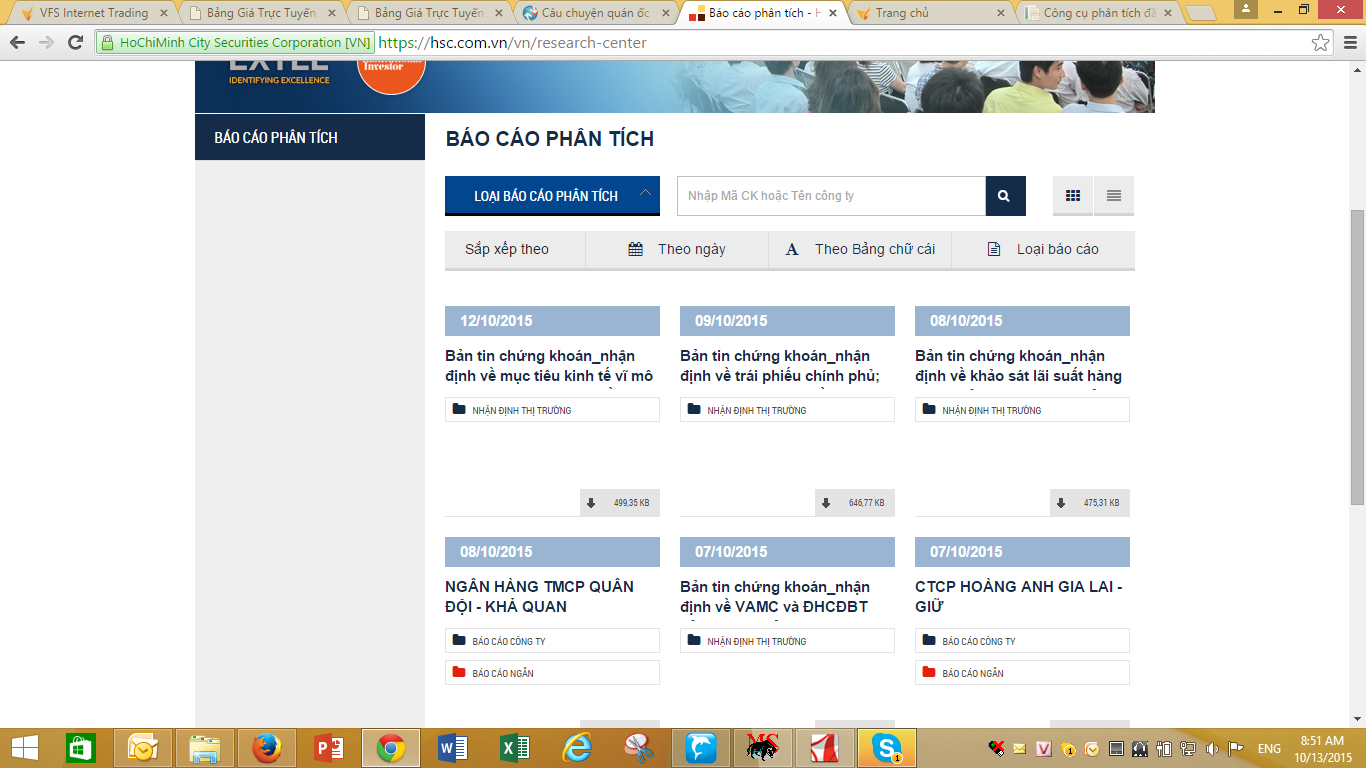 VFS Internet Trading
Bảng Giá Trực Tuyến
Bảng Giá Trực Tuyến
Câu chuyện quán ốc
Báo cáo phân tích - H
Trang chủ
Công cụ phân tích
HoChiMinh City Securities Corporation [VN]
https://hsc.com.vn/vn/research-center
IDENTIFYING EXCELLENCE
Investor
BÁO CÁO PHÂN TÍCH
BÁO CÁO PHÂN TÍCH
LOẠI BÁO CÁO PHÂN TÍCH
Nhập Mã CK hoặc Tên công ty
Sắp xếp theo
Theo ngày
A Theo Bảng chữ cái
Loại báo cáo
12/10/2015
Bản tin chứng khoán_nhận
định về mục tiêu kinh tế vĩ mô
NHẬN ĐỊNH THỊ TRƯỜNG
499,35 KB
09/10/2015
Bản tin chứng khoán_nhận
định về trái phiếu chính phủ;
NHẬN ĐỊNH THỊ TRƯỜNG
646,77 KB
08/10/2015
Bản tin chứng khoán_nhận
định về khảo sát lãi suất hàng
NHẬN ĐỊNH THỊ TRƯỜNG
475,31 KB
08/10/2015
NGÂN HÀNG TMCP QUÂN
ĐỘI - KHẢ QUAN
BÁO CÁO CÔNG TY
BÁO CÁO NGẮN
07/10/2015
Bản tin chứng khoán_nhận
định về VAMC và ĐHCĐBT
NHẬN ĐỊNH THỊ TRƯỜNG
07/10/2015
CTCP HOÀNG ANH GIA LAI -
GIỮ
BÁO CÁO CÔNG TY
BÁO CÁO NGẮN
MS
ENG
8:51 AM
10/13/2015